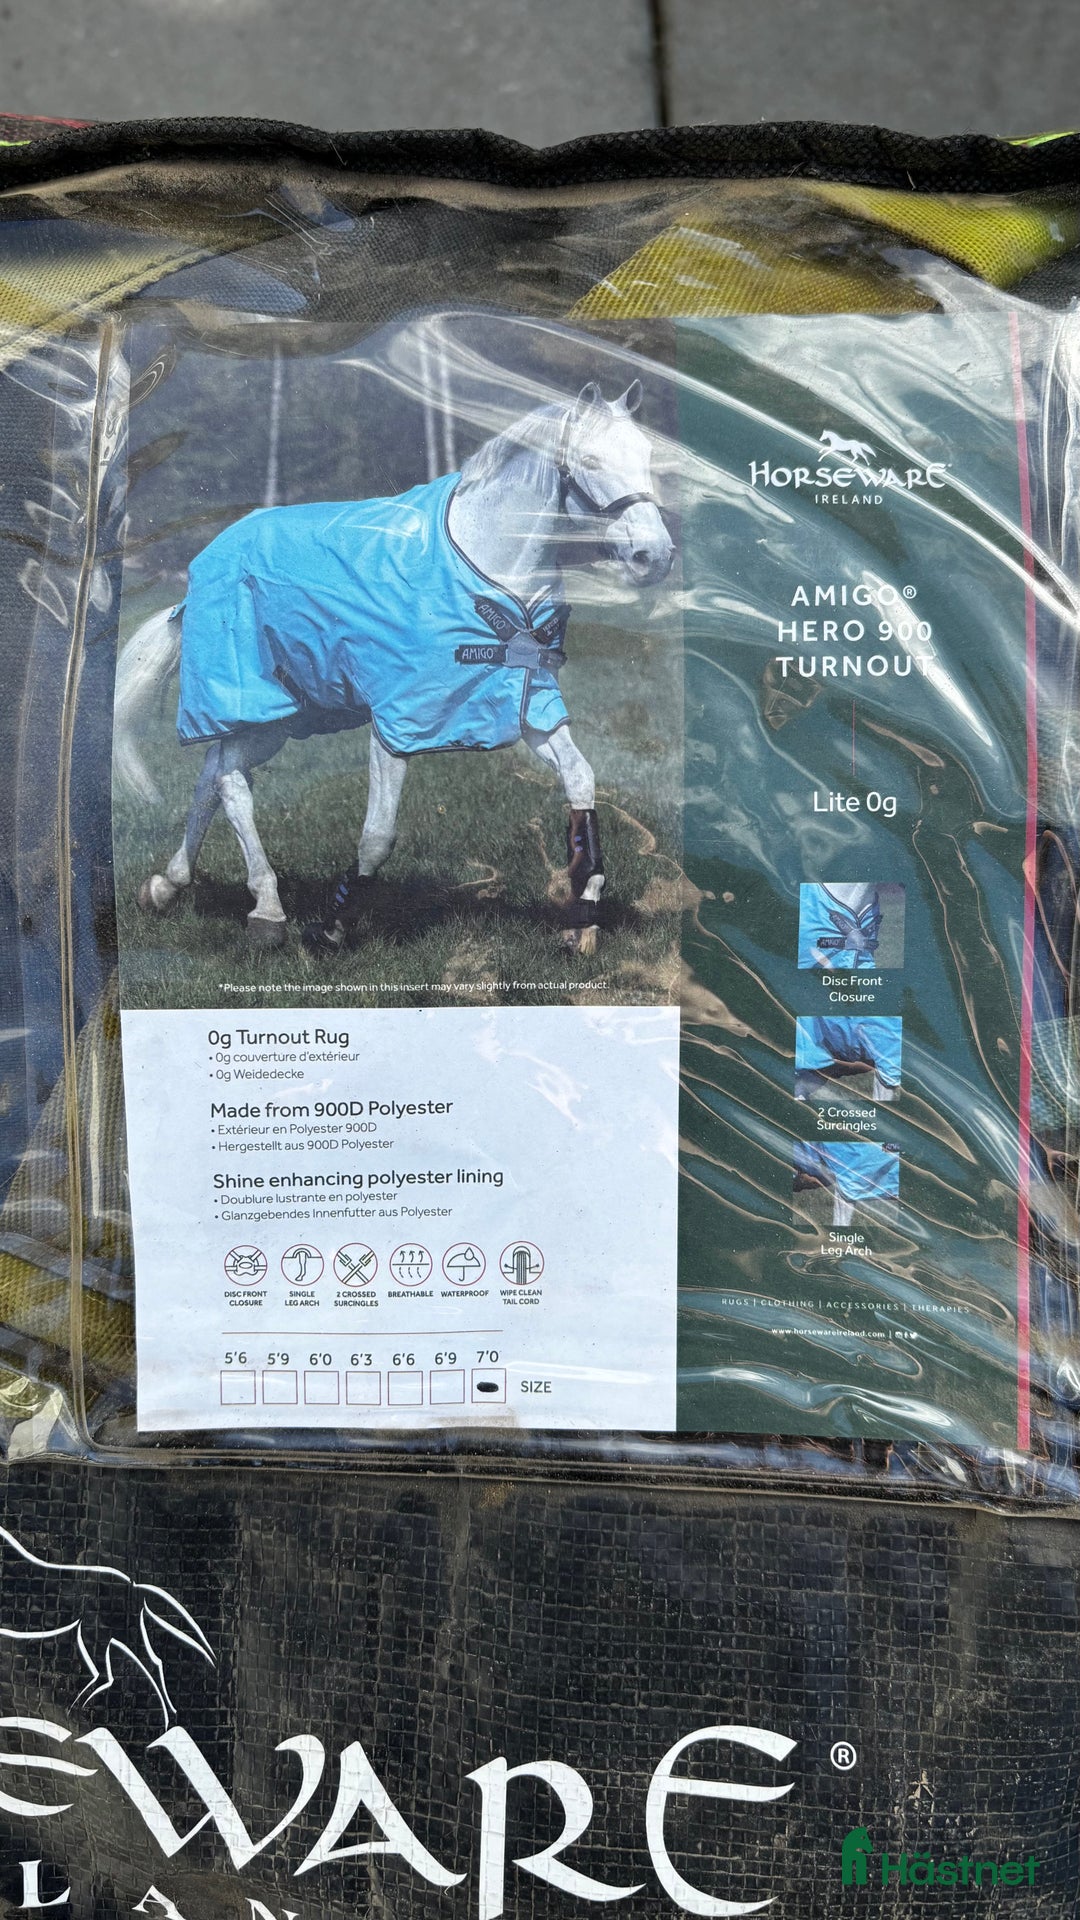 HORSEWARE
IRELAND
AMIGO®
HERO 900
TURNOUT
Lite 0g
AMIGO
AMIGO
*Please note the image shown in this insert may vary slightly from actual product.
Disc Front
Closure
2 Crossed
Surcingles
Single
Leg Arch
0g Turnout Rug
• 0g couverture d'extérieur
• 0g Weidedecke
Made from 900D Polyester
• Extérieur en Polyester 900D
• Hergestellt aus 900D Polyester
Shine enhancing polyester lining
• Doublure lustrante en polyester
• Glanzgebendes Innenfutter aus Polyester
DISC FRONT
CLOSURE
SINGLE
LEG ARCH
2 CROSSED
SURCINGLES
BREATHABLE
WATERPROOF
WIPE CLEAN
TAIL CORD
5'6 5'9 6'0 6'3 6'6 6'9 7'0
SIZE
RUGS | CLOTHING | ACCESSORIES | THERAPIES
www.horsewareireland.com |
EWARE ®
LAN
Hästnet